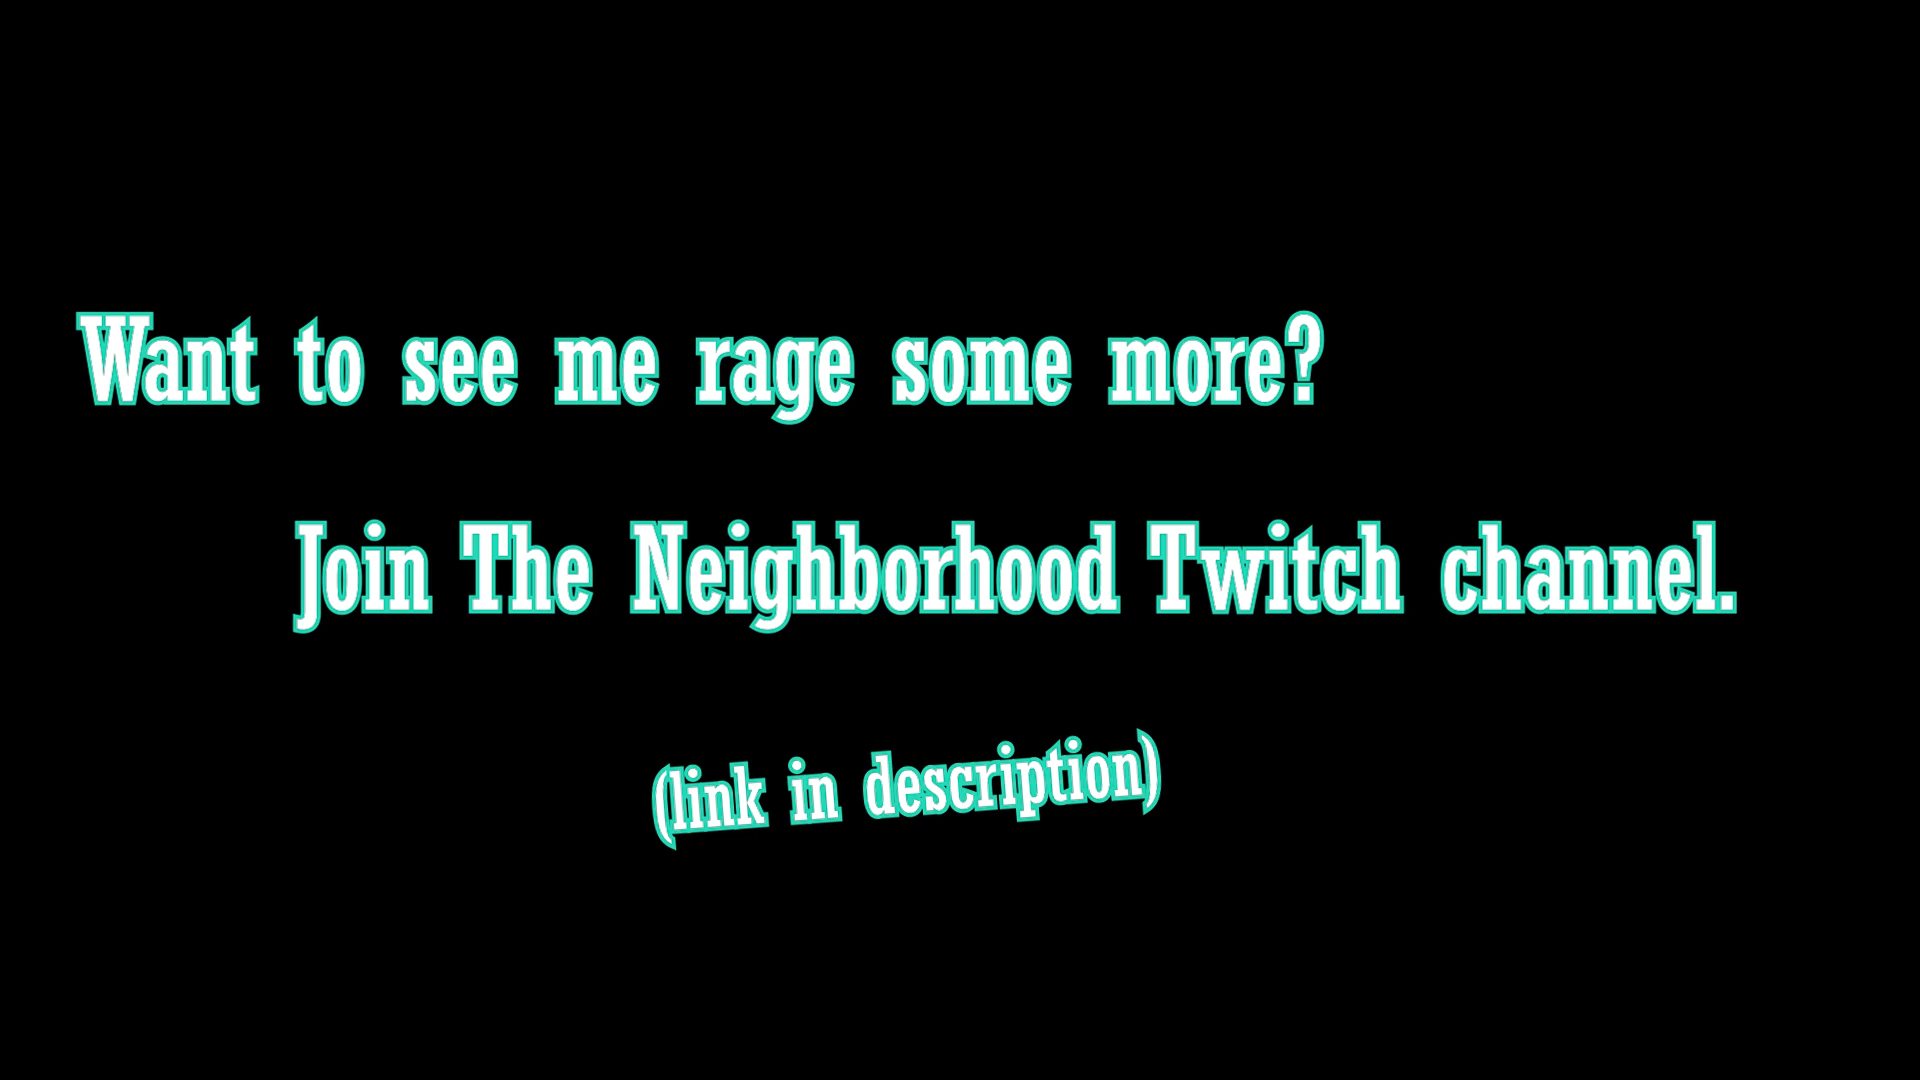 Want to see me rage some more?
Join The Neighborhood Twitch channel.
(link in description)